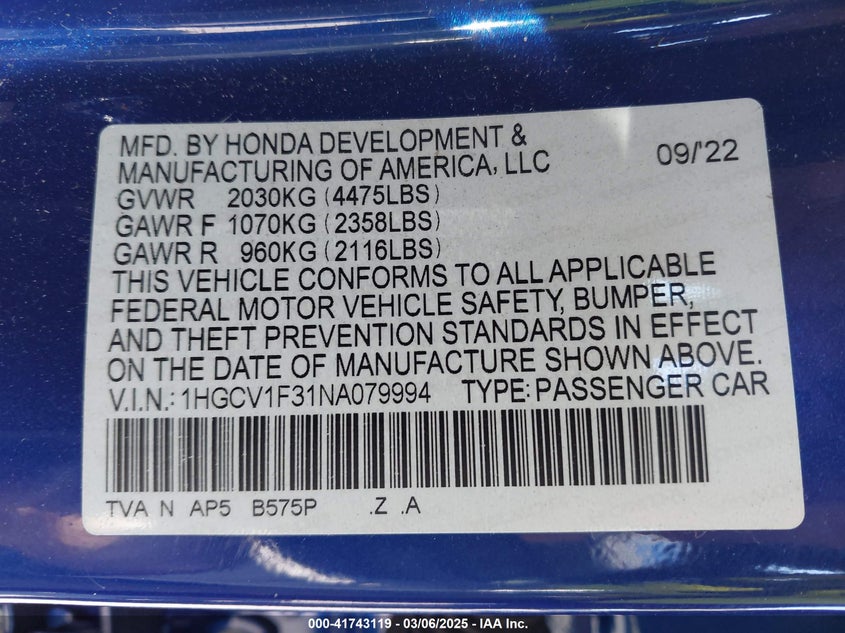 MFD. BY HONDA DEVELOPMENT &
MANUFACTURING OF AMERICA, LLC 09/'22
GVWR 2030KG (4475LBS)
GAWR F 1070KG (2358LBS)
GAWR R 960KG (2116LBS)
THIS VEHICLE CONFORMS TO ALL APPLICABLE
FEDERAL MOTOR VEHICLE SAFETY, BUMPER,
AND THEFT PREVENTION STANDARDS IN EFFECT
ON THE DATE OF MANUFACTURE SHOWN ABOVE.
V.I.N.: 1HGCV1F31NA079994 TYPE: PASSENGER CAR
TVA N AP5 B575P .Z .A
000-41743119 - 03/06/2025 - IAA Inc.